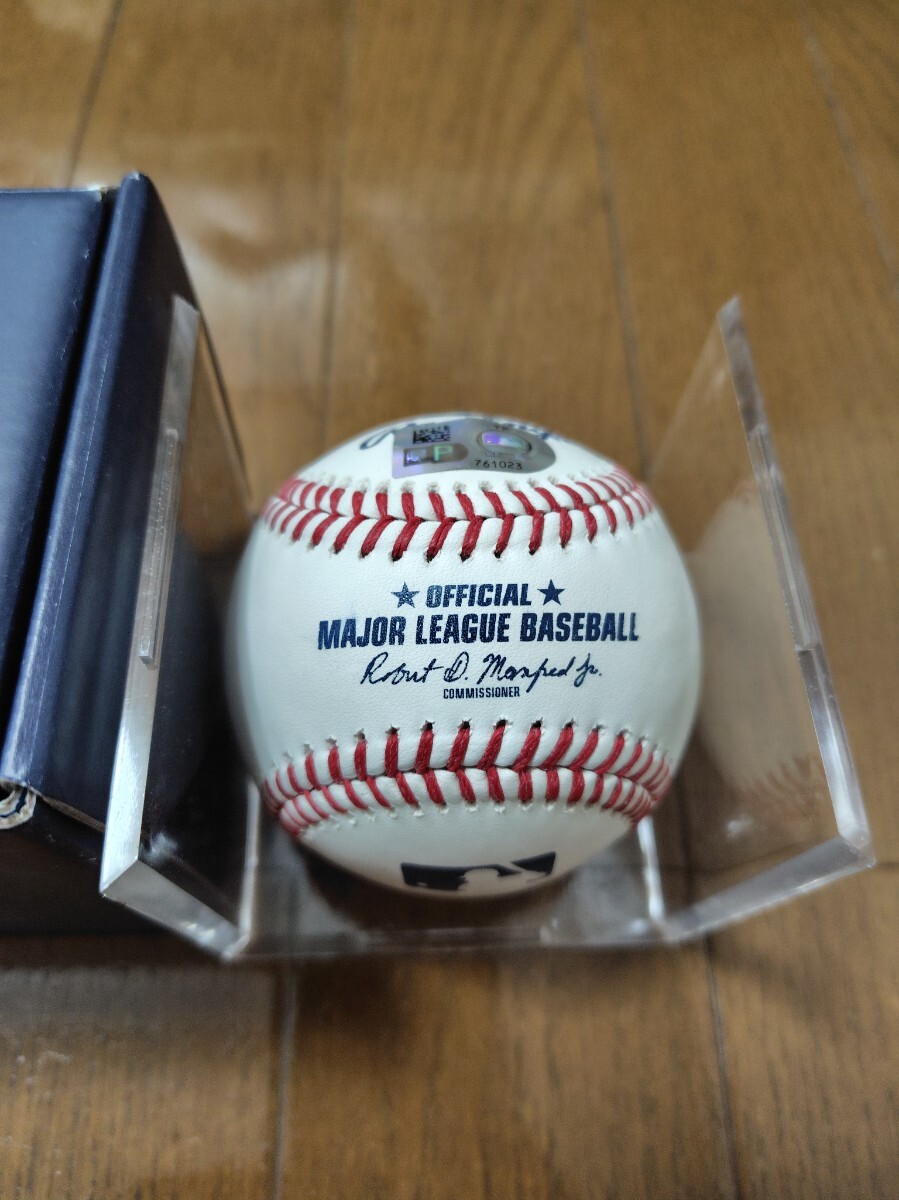 P
761023
★ OFFICIAL ★
MAJOR LEAGUE BASEBALL
Robert D. Manfred Jr.
COMMISSIONER